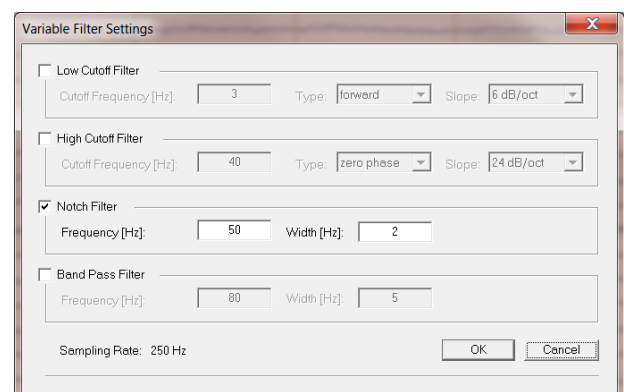 Variable Filter Settings
Low Cutoff Filter
Cutoff Frequency [Hz]: 3 Type: forward Slope: 6 dB/oct
High Cutoff Filter
Cutoff Frequency [Hz]: 40 Type: zero phase Slope: 24 dB/oct
Notch Filter
Frequency [Hz]: 50 Width [Hz]: 2
Band Pass Filter
Frequency [Hz]: 80 Width [Hz]: 5
Sampling Rate: 250 Hz OK Cancel